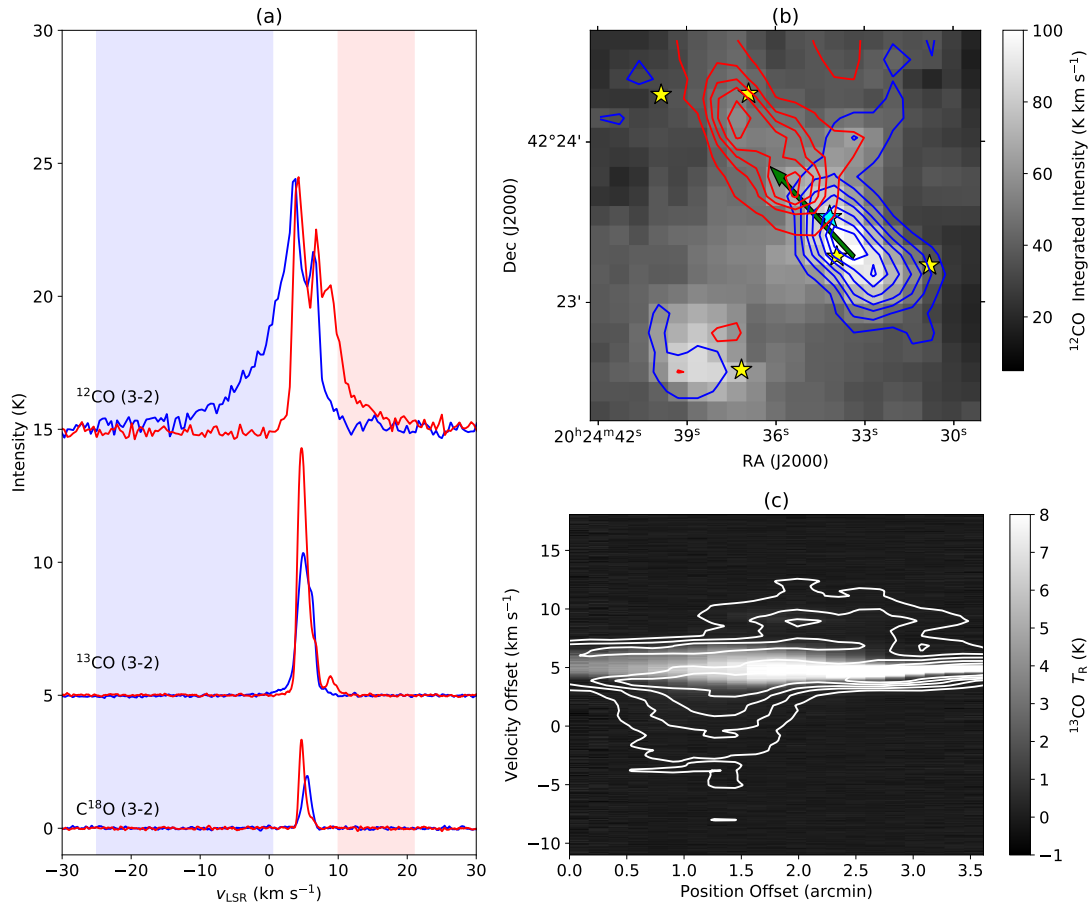 (a)
30
25
20
15
10
5
0
Intensity (K)
¹²CO (3-2)
¹³CO (3-2)
C¹⁸O (3-2)
−30 −20 −10 0 10 20 30
v_LSR (km s⁻¹)
(b)
42°24'
23'
Dec (J2000)
20ʰ24ᵐ42ˢ 39ˢ 36ˢ 33ˢ 30ˢ
RA (J2000)
100
80
60
40
20
¹²CO Integrated Intensity (K km s⁻¹)
(c)
15
10
5
0
−5
−10
Velocity Offset (km s⁻¹)
0.0 0.5 1.0 1.5 2.0 2.5 3.0 3.5
Position Offset (arcmin)
8
7
6
5
4
3
2
1
0
−1
¹³CO T_R (K)